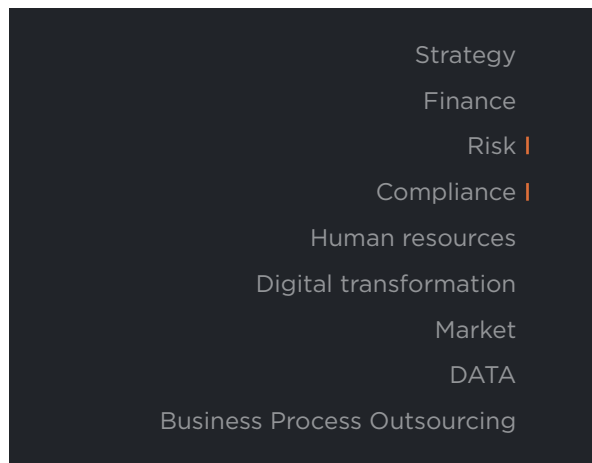 Strategy
Finance
Risk
Compliance
Human resources
Digital transformation
Market
DATA
Business Process Outsourcing